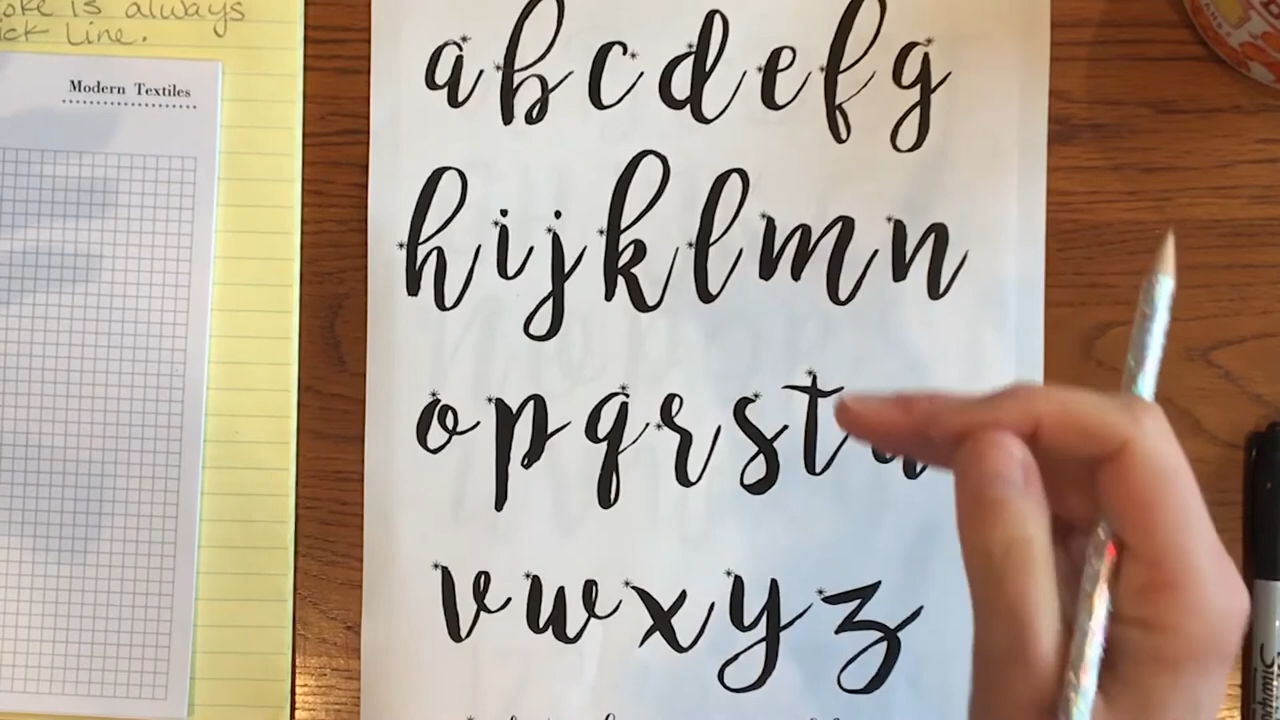 oke is always
ck line.
Modern Textiles
a b c d e f g
h i j k l m n
o p q r s t u
v w x y z